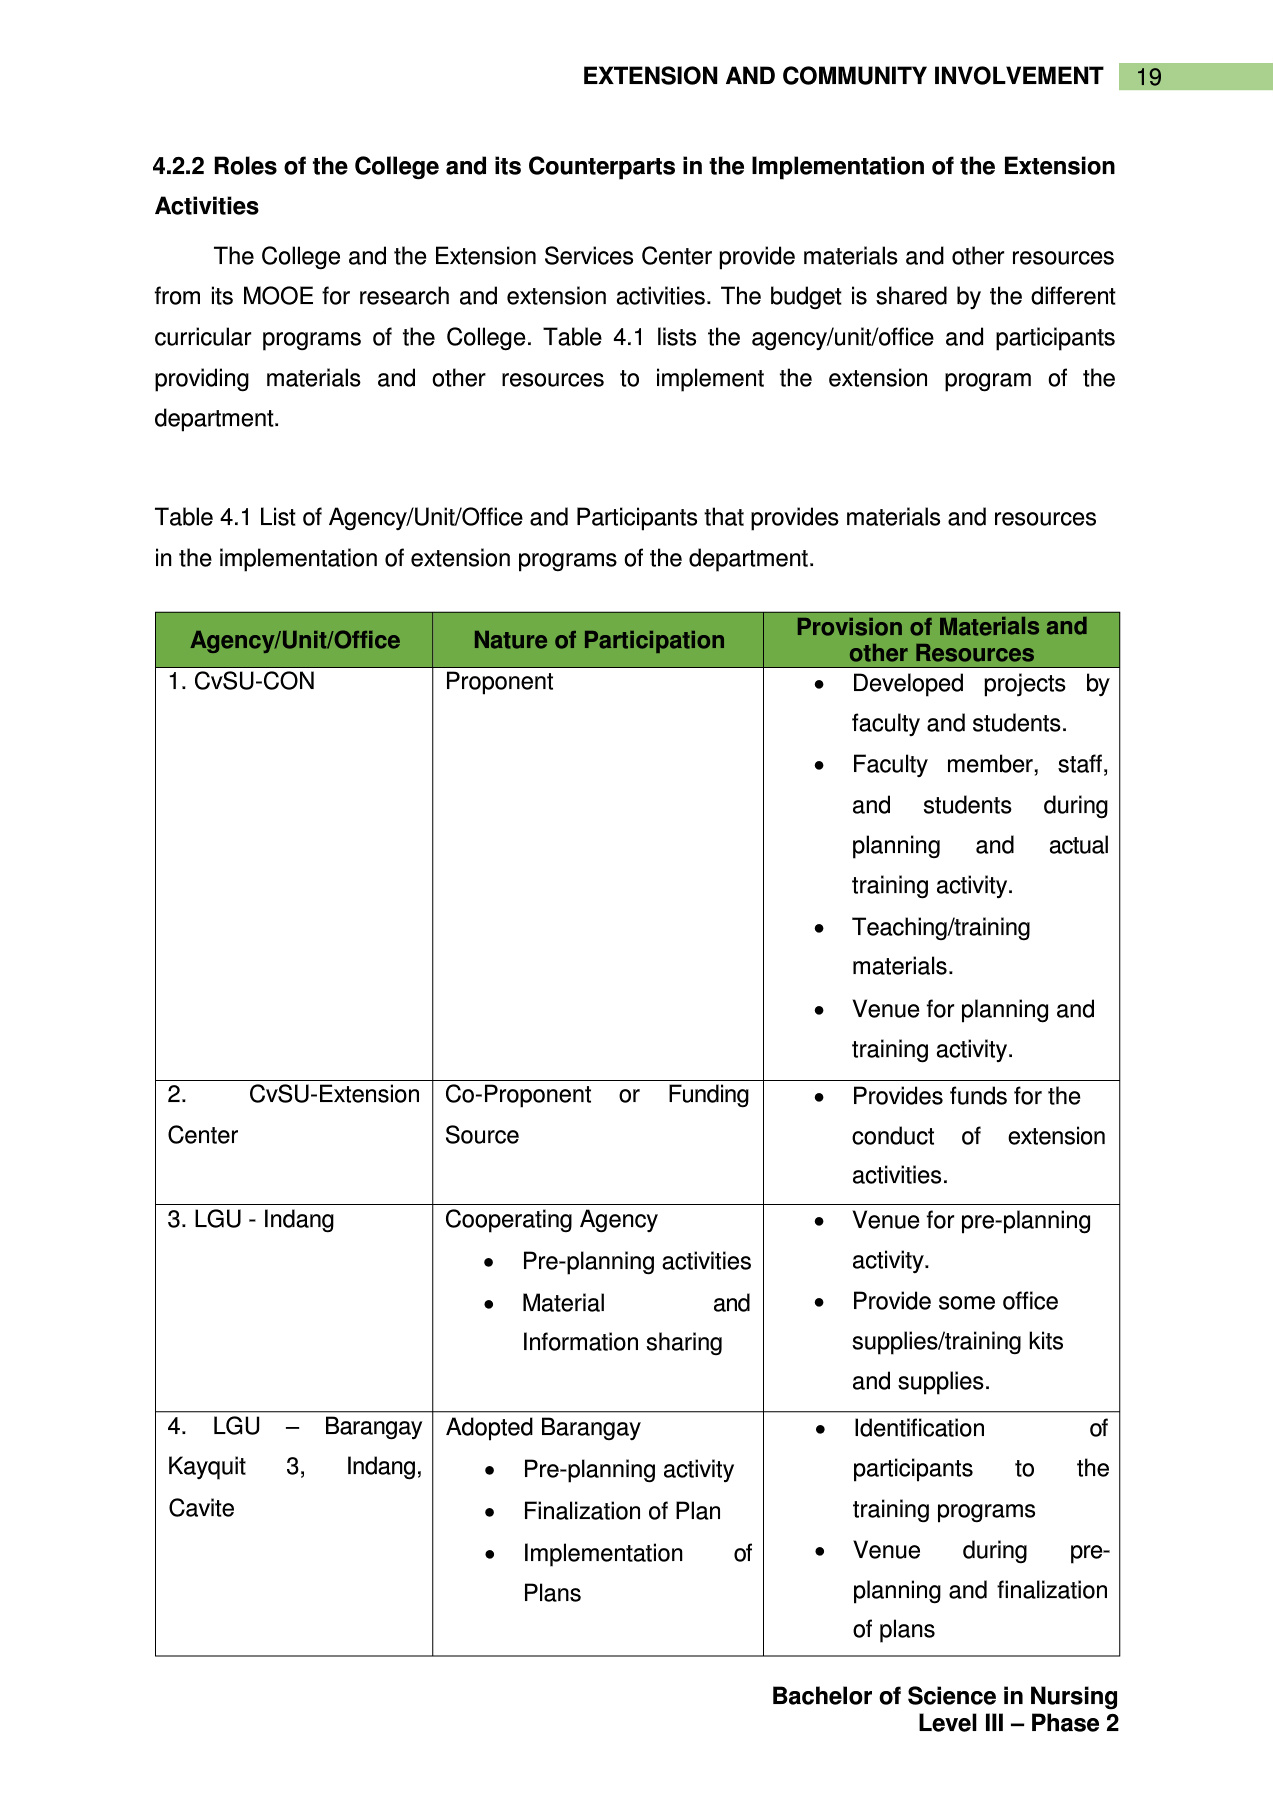 EXTENSION AND COMMUNITY INVOLVEMENT 19
4.2.2 Roles of the College and its Counterparts in the Implementation of the Extension
Activities
The College and the Extension Services Center provide materials and other resources
from its MOOE for research and extension activities. The budget is shared by the different
curricular programs of the College. Table 4.1 lists the agency/unit/office and participants
providing materials and other resources to implement the extension program of the
department.
Table 4.1 List of Agency/Unit/Office and Participants that provides materials and resources
in the implementation of extension programs of the department.
Agency/Unit/Office
Nature of Participation
Provision of Materials and
other Resources
1. CvSU-CON
Proponent
• Developed projects by
faculty and students.
• Faculty member, staff,
and students during
planning and actual
training activity.
• Teaching/training
materials.
• Venue for planning and
training activity.
2. CvSU-Extension
Center
Co-Proponent or Funding
Source
• Provides funds for the
conduct of extension
activities.
3. LGU - Indang
Cooperating Agency
• Pre-planning activities
• Material and
Information sharing
• Venue for pre-planning
activity.
• Provide some office
supplies/training kits
and supplies.
4. LGU – Barangay
Kayquit 3, Indang,
Cavite
Adopted Barangay
• Pre-planning activity
• Finalization of Plan
• Implementation of
Plans
• Identification of
participants to the
training programs
• Venue during pre-
planning and finalization
of plans
Bachelor of Science in Nursing
Level III – Phase 2